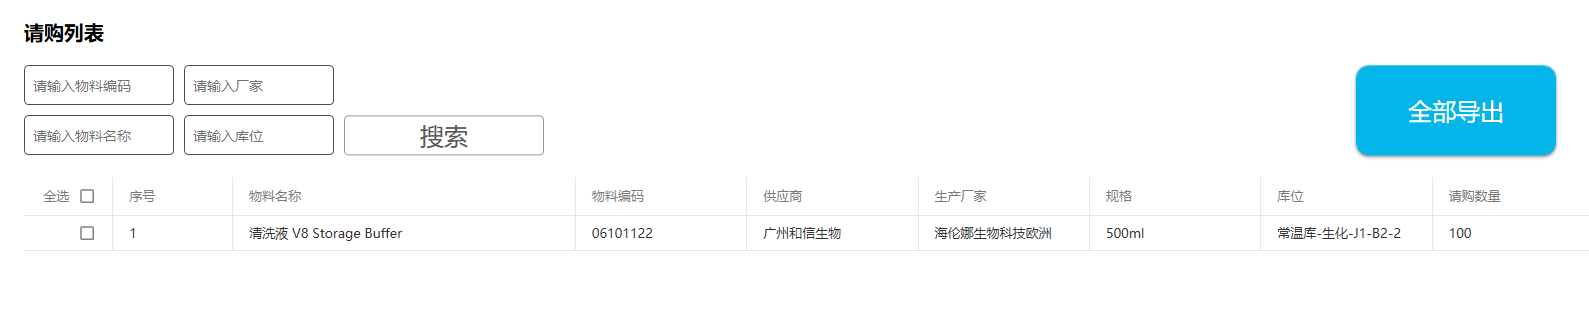 请购列表
请输入物料编码 请输入厂家
全部导出
请输入物料名称 请输入库位 搜索
全选 序号 物料名称 物料编码 供应商 生产厂家 规格 库位 请购数量
1 清洗液 V8 Storage Buffer 06101122 广州和信生物 海伦娜生物科技欧洲 500ml 常温库-生化-J1-B2-2 100